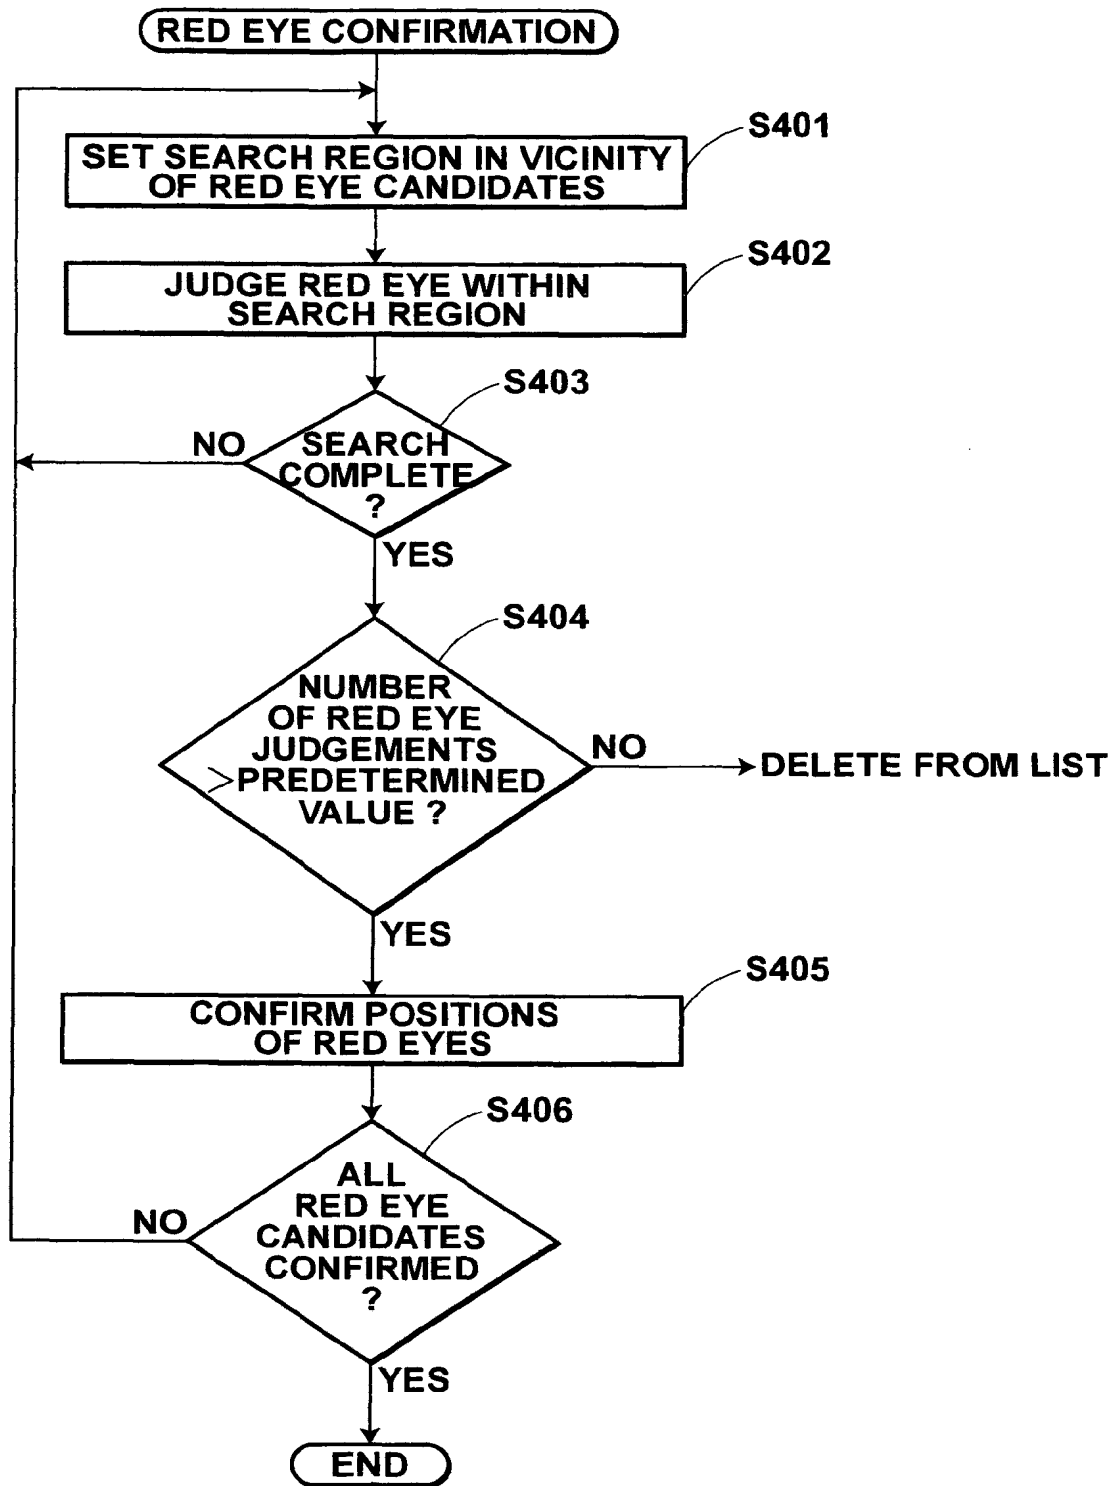 RED EYE CONFIRMATION
S401
SET SEARCH REGION IN VICINITY
OF RED EYE CANDIDATES
S402
JUDGE RED EYE WITHIN
SEARCH REGION
S403
NO
SEARCH
COMPLETE
?
YES
S404
NUMBER
OF RED EYE
JUDGEMENTS
>PREDETERMINED
VALUE ?
NO
DELETE FROM LIST
YES
S405
CONFIRM POSITIONS
OF RED EYES
S406
ALL
RED EYE
CANDIDATES
CONFIRMED
?
NO
YES
END